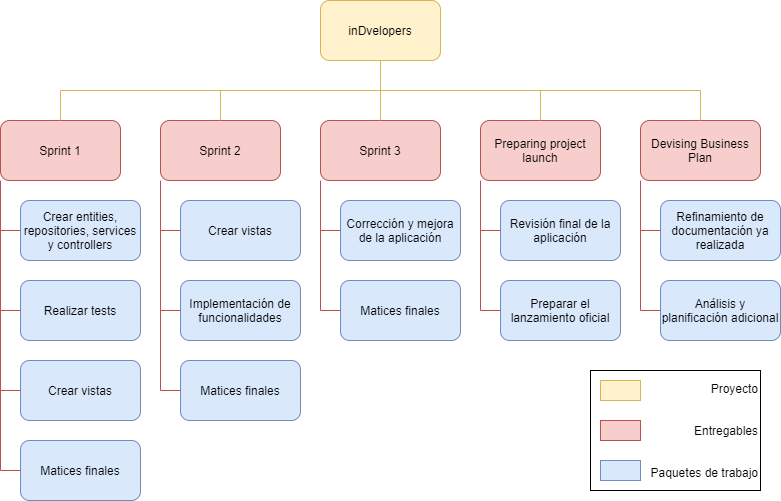 inDvelopers
Sprint 1
Sprint 2
Sprint 3
Preparing project
launch
Devising Business
Plan
Crear entities,
repositories, services
y controllers
Crear vistas
Corrección y mejora
de la aplicación
Revisión final de la
aplicación
Refinamiento de
documentación ya
realizada
Realizar tests
Implementación de
funcionalidades
Matices finales
Preparar el
lanzamiento oficial
Análisis y
planificación adicional
Crear vistas
Matices finales
Matices finales
Proyecto
Entregables
Paquetes de trabajo